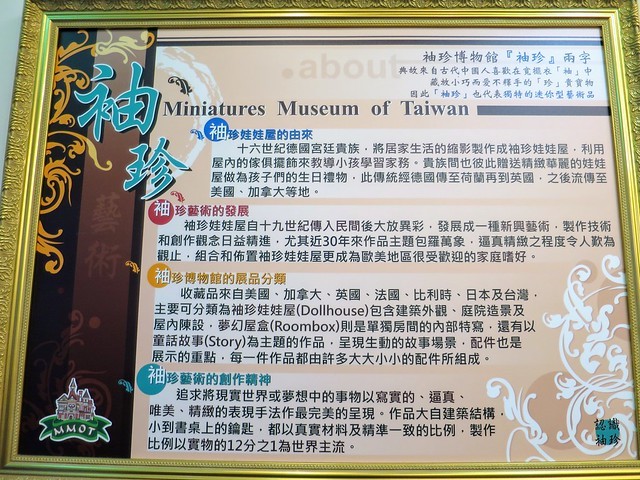 袖珍博物館『袖珍』兩字
典故來自古代中國人喜歡在寬襬衣「袖」中
藏放小巧而愛不釋手的「珍」貴寶物
因此「袖珍」也代表獨特的迷你型藝術品
about
袖珍
Miniatures Museum of Taiwan
藝術
袖珍娃娃屋的由來
十六世紀德國宮廷貴族，將居家生活的縮影製作成袖珍娃娃屋，利用
屋內的傢俱擺飾來教導小孩學習家務。貴族間也彼此贈送精緻華麗的娃娃
屋做為孩子們的生日禮物，此傳統經德國傳至荷蘭再到英國，之後流傳至
美國、加拿大等地。
袖珍藝術的發展
袖珍娃娃屋自十九世紀傳入民間後大放異彩，發展成一種新興藝術，製作技術
和創作觀念日益精進，尤其近30年來作品主題包羅萬象，逼真精緻之程度令人歎為
觀止，組合和佈置袖珍娃娃屋更成為歐美地區很受歡迎的家庭嗜好。
袖珍博物館的展品分類
收藏品來自美國、加拿大、英國、法國、比利時、日本及台灣，
主要可分類為袖珍娃娃屋(Dollhouse)包含建築外觀、庭院造景及
屋內陳設，夢幻屋盒(Roombox)則是單獨房間的內部特寫，還有以
童話故事(Story)為主題的作品，呈現生動的故事場景，配件也是
展示的重點，每一件作品都由許多大大小小的配件所組成。
袖珍藝術的創作精神
追求將現實世界或夢想中的事物以寫實的、逼真、
唯美、精緻的表現手法作最完美的呈現。作品大自建築結構，
小到書桌上的鑰匙，都以真實材料及精準一致的比例，製作
比例以實物的12分之1為世界主流。
MMOT
認識
袖珍